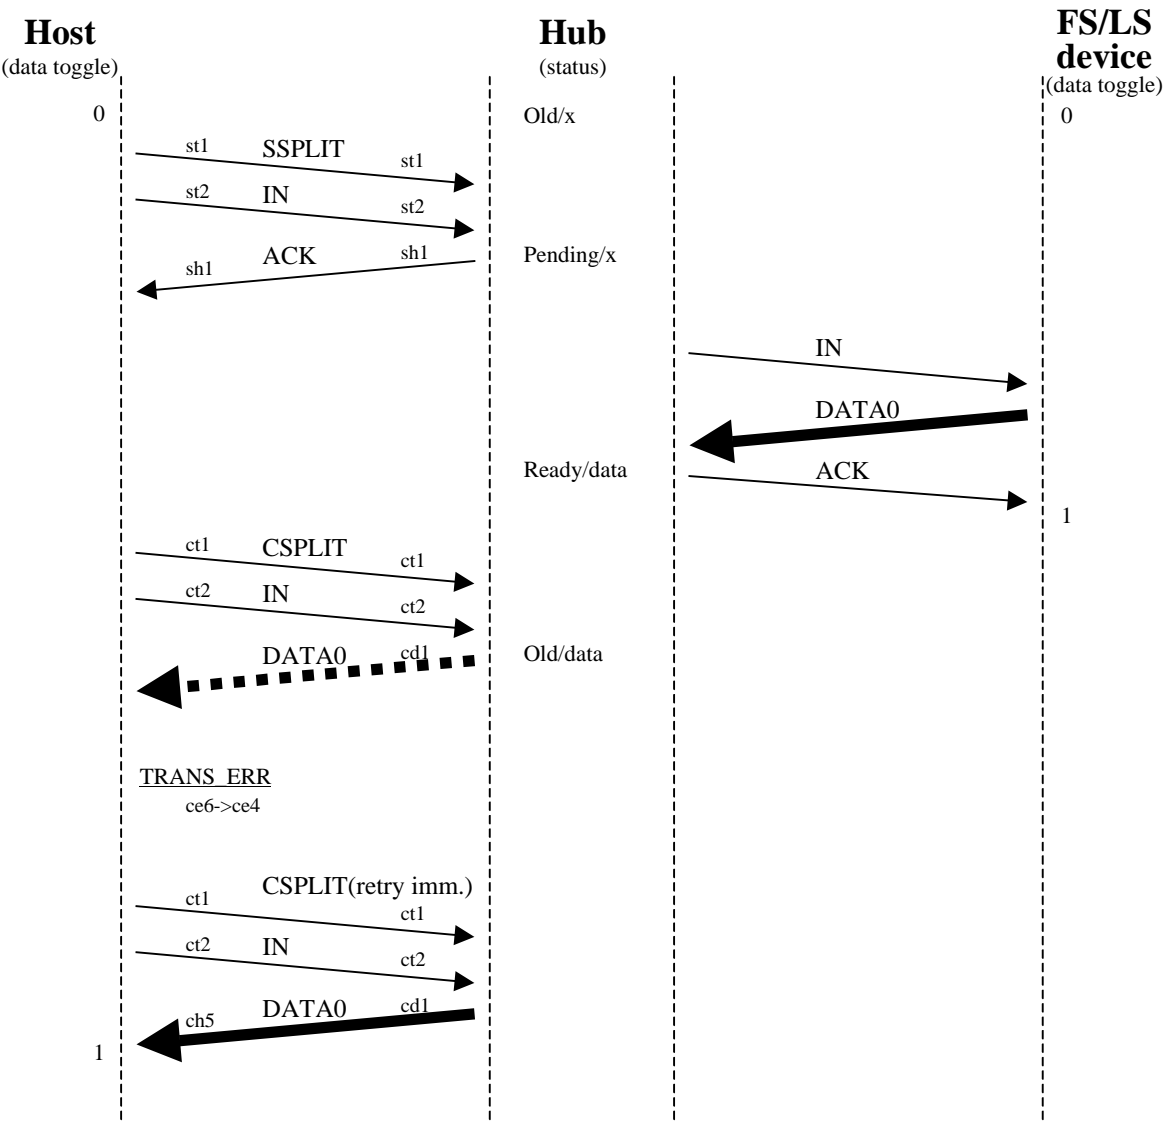 Host
(data toggle)
Hub
(status)
FS/LS
device
(data toggle)
0
Old/x
0
st1 SSPLIT st1
st2 IN st2
ACK sh1
sh1
Pending/x
IN
DATA0
Ready/data
ACK
1
ct1 CSPLIT ct1
ct2 IN ct2
DATA0 cd1
Old/data
TRANS_ERR
ce6->ce4
CSPLIT(retry imm.)
ct1 ct1
ct2 IN ct2
DATA0 cd1
ch5
1